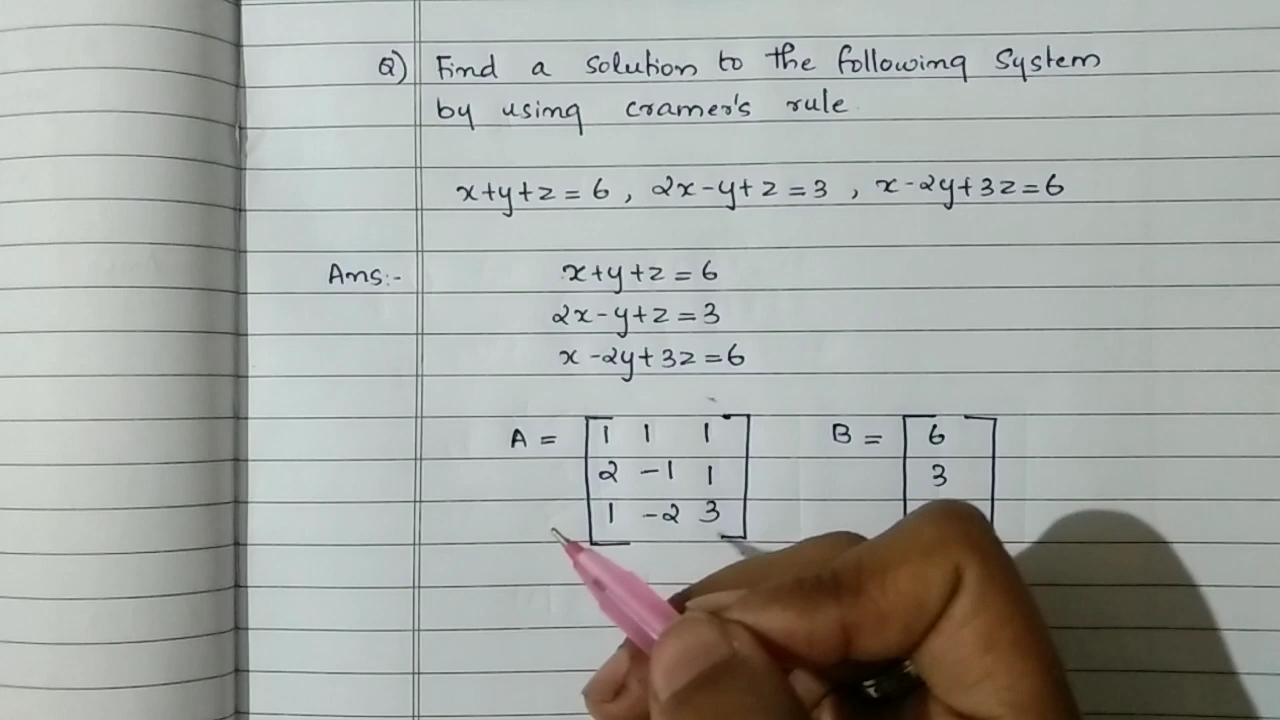 Q) Find a solution to the following system
by using cramer's rule
x+y+z=6, 2x-y+z=3, x-2y+3z=6
Ans:- x+y+z=6
2x-y+z=3
x-2y+3z=6
A = [1 1 1 B = [6
2 -1 1 3
1 -2 3]